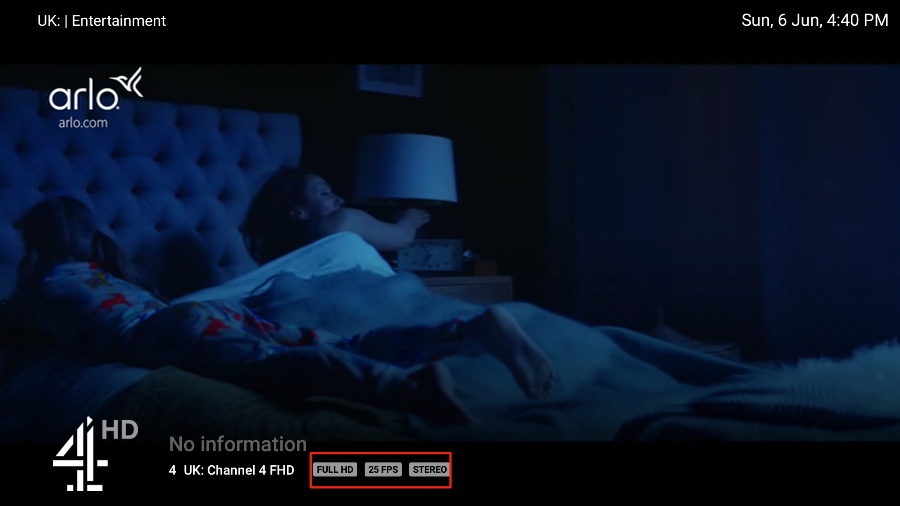 UK: | Entertainment
Sun, 6 Jun, 4:40 PM
arlo
arlo.com
4 HD
No information
4 UK: Channel 4 FHD FULL HD 25 FPS STEREO